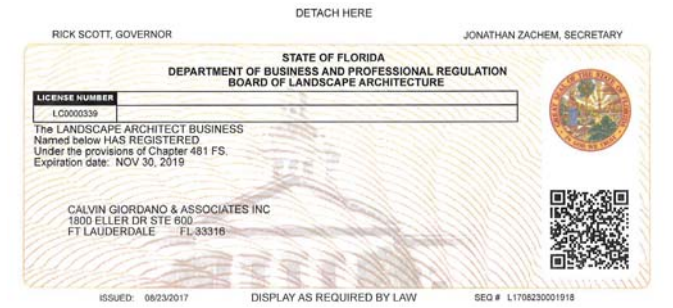 DETACH HERE
RICK SCOTT, GOVERNOR
JONATHAN ZACHEM, SECRETARY
STATE OF FLORIDA
DEPARTMENT OF BUSINESS AND PROFESSIONAL REGULATION
BOARD OF LANDSCAPE ARCHITECTURE
LICENSE NUMBER
LC0000339
The LANDSCAPE ARCHITECT BUSINESS
Named below HAS REGISTERED
Under the provisions of Chapter 481 FS.
Expiration date: NOV 30, 2019
CALVIN GIORDANO & ASSOCIATES INC
1800 ELLER DR STE 600
FT LAUDERDALE FL 33316
ISSUED: 08/23/2017
DISPLAY AS REQUIRED BY LAW
SEQ # L1708230001918